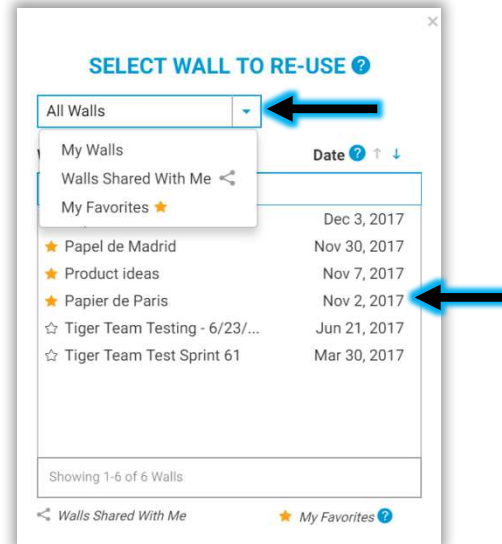 SELECT WALL TO RE-USE ?
All Walls
My Walls
Walls Shared With Me
My Favorites
Date ? ↑ ↓
Dec 3, 2017
Papel de Madrid Nov 30, 2017
Product ideas Nov 7, 2017
Papier de Paris Nov 2, 2017
Tiger Team Testing - 6/23/... Jun 21, 2017
Tiger Team Test Sprint 61 Mar 30, 2017
Showing 1-6 of 6 Walls
Walls Shared With Me My Favorites ?